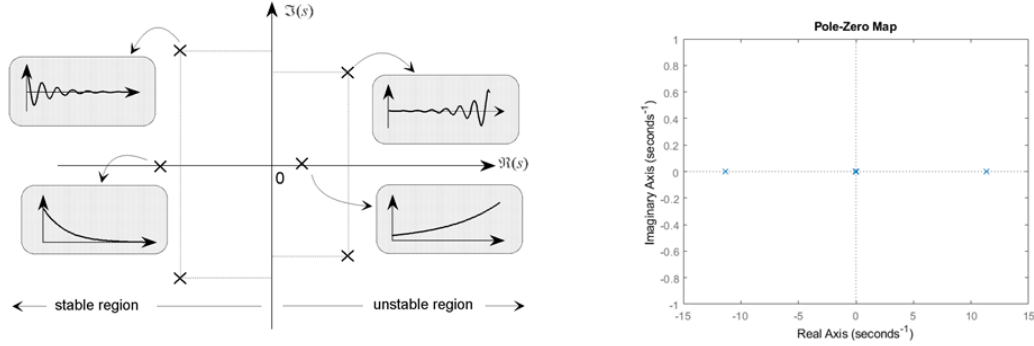 ℑ(s)
ℜ(s)
0
stable region
unstable region
Pole-Zero Map
Imaginary Axis (seconds⁻¹)
1
0.8
0.6
0.4
0.2
0
-0.2
-0.4
-0.6
-0.8
-1
-15 -10 -5 0 5 10 15
Real Axis (seconds⁻¹)